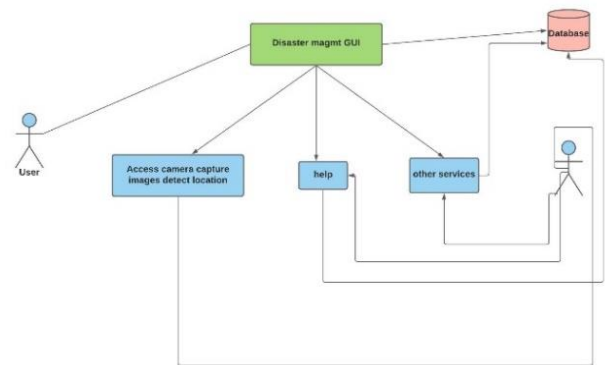 Disaster magmt GUI
Database
User
Access camera capture
images detect location
help
other services